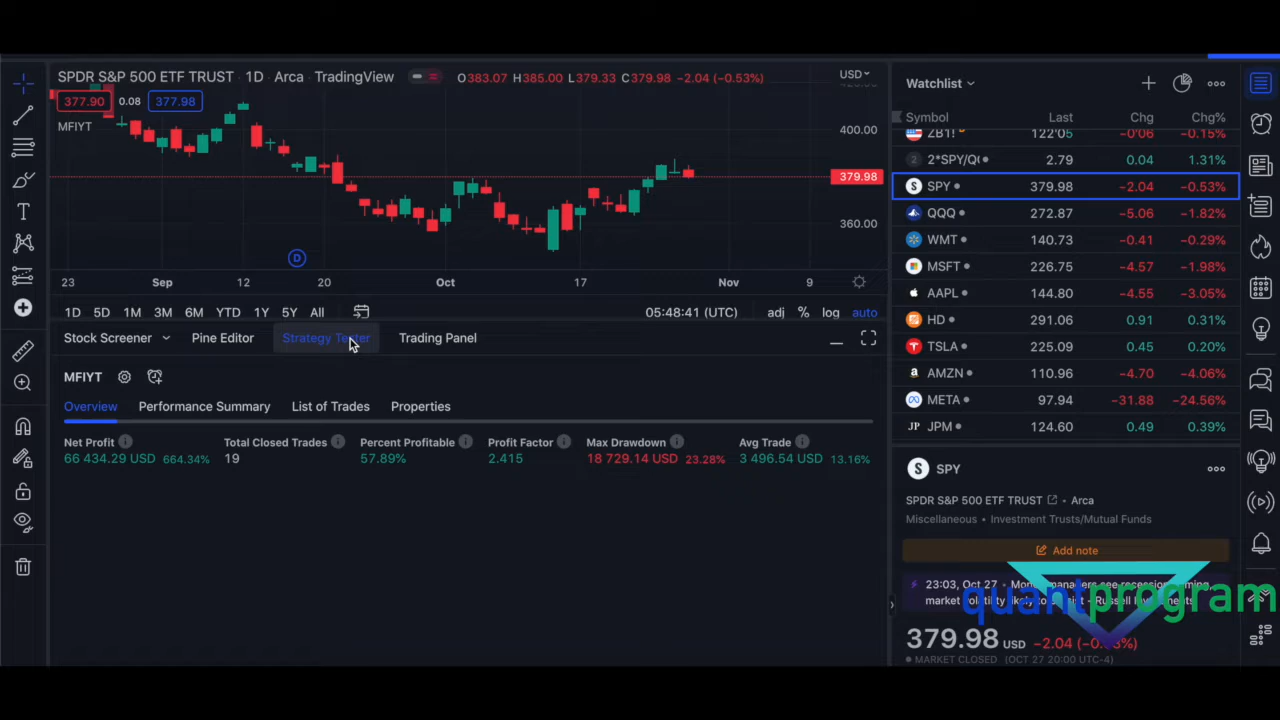 SPDR S&P 500 ETF TRUST · 1D · Arca · TradingView O383.07 H385.00 L379.33 C379.98 −2.04 (−0.53%) USD
377.90 0.08 377.98
MFIYT
400.00
379.98
360.00
D
23 Sep 12 20 Oct 17 Nov 9
1D 5D 1M 3M 6M YTD 1Y 5Y All 05:48:41 (UTC) adj % log auto
Stock Screener Pine Editor Strategy Tester Trading Panel
MFIYT
Overview Performance Summary List of Trades Properties
Net Profit Total Closed Trades Percent Profitable Profit Factor Max Drawdown Avg Trade
66 434.29 USD 664.34% 19 57.89% 2.415 18 729.14 USD 23.28% 3 496.54 USD 13.16%
Watchlist
Symbol Last Chg Chg%
ZB1! 122'05 −0'06 −0.15%
2*SPY/Q 2.79 0.04 1.31%
SPY 379.98 −2.04 −0.53%
QQQ 272.87 −5.06 −1.82%
WMT 140.73 −0.41 −0.29%
MSFT 226.75 −4.57 −1.98%
AAPL 144.80 −4.55 −3.05%
HD 291.06 0.91 0.31%
TSLA 225.09 0.45 0.20%
AMZN 110.96 −4.70 −4.06%
META 97.94 −31.88 −24.56%
JPM 124.60 0.49 0.39%
S SPY
SPDR S&P 500 ETF TRUST · Arca
Miscellaneous · Investment Trusts/Mutual Funds
Add note
23:03, Oct 27 · managers see
market volatility Russell
quantprogram
379.98 USD −2.04
MARKET CLOSED (OCT 27 20:00 UTC-4)